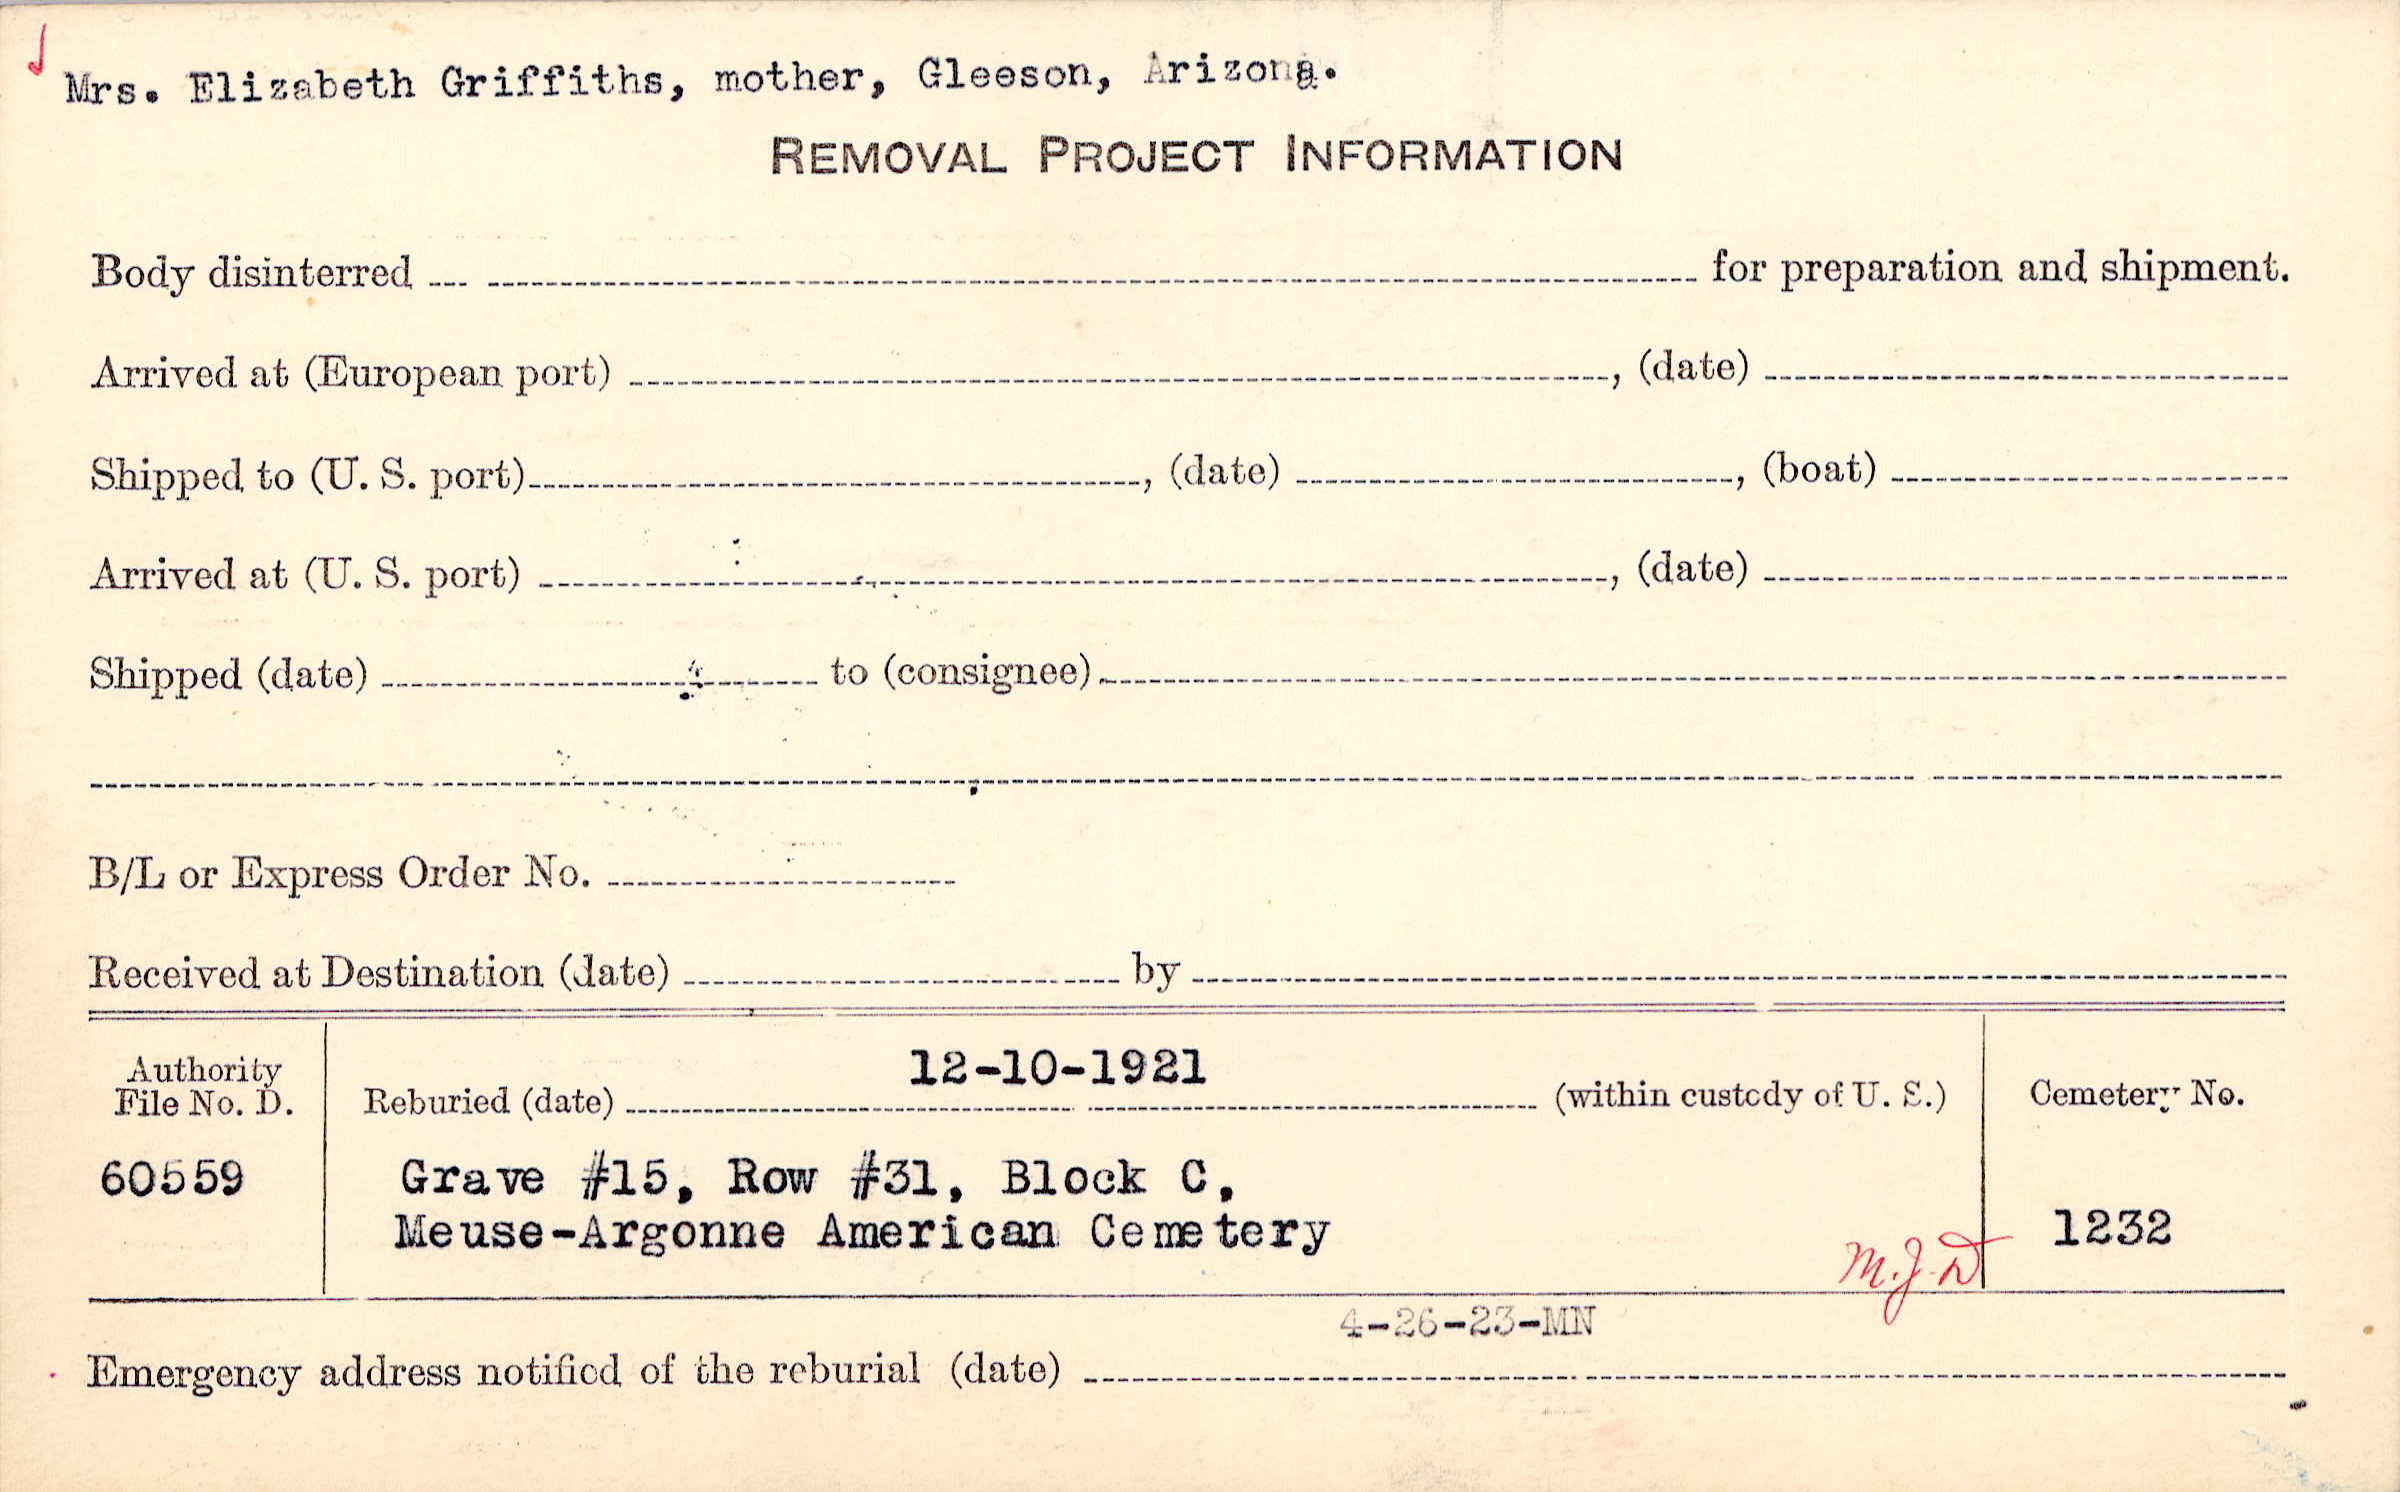 Mrs. Elizabeth Griffiths, mother, Gleeson, Arizona.
REMOVAL PROJECT INFORMATION
Body disinterred for preparation and shipment.
Arrived at (European port) , (date)
Shipped to (U. S. port) , (date) , (boat)
Arrived at (U. S. port) , (date)
Shipped (date) to (consignee)
B/L or Express Order No.
Received at Destination (date) by
Authority
File No. D.
60559
12-10-1921
Reburied (date) (within custody of U. S.)
Grave #15, Row #31, Block C,
Meuse-Argonne American Cemetery
M.J.D
Cemetery No.
1232
4-26-23-MN
Emergency address notified of the reburial (date)